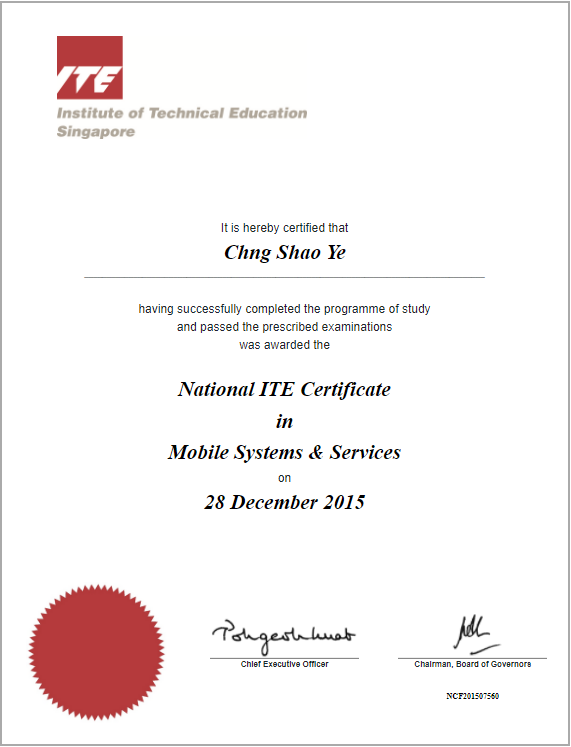 ITE
Institute of Technical Education
Singapore
It is hereby certified that
Chng Shao Ye
having successfully completed the programme of study
and passed the prescribed examinations
was awarded the
National ITE Certificate
in
Mobile Systems & Services
on
28 December 2015
Chief Executive Officer
Chairman, Board of Governors
NCF201507560